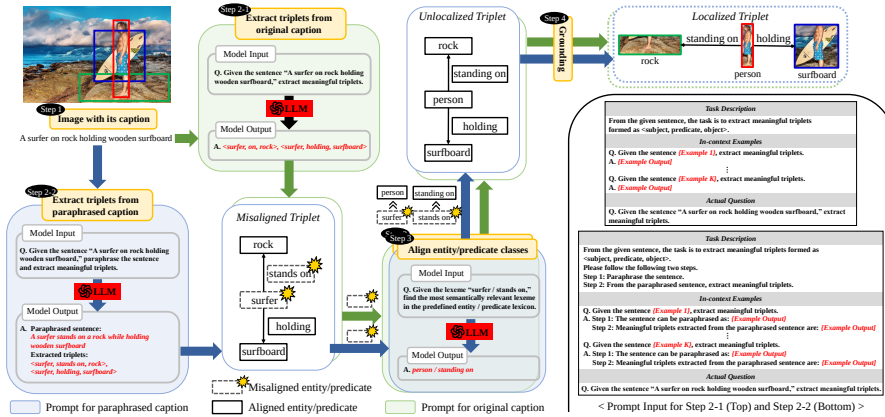 Step 1
Image with its caption
A surfer on rock holding wooden surfboard
Step 2-1
Extract triplets from
original caption
Model Input
Q. Given the sentence “A surfer on rock holding
wooden surfboard,” extract meaningful triplets.
LLM
Model Output
A. <surfer, on, rock>, <surfer, holding, surfboard>
Step 2-2
Extract triplets from
paraphrased caption
Model Input
Q. Given the sentence “A surfer on rock holding
wooden surfboard,” paraphrase the sentence
and extract meaningful triplets.
LLM
Model Output
A. Paraphrased sentence:
A surfer stands on a rock while holding
wooden surfboard
Extracted triplets:
<surfer, stands on, rock>,
<surfer, holding, surfboard>
Misaligned Triplet
rock
stands on
surfer
holding
surfboard
Unlocalized Triplet
rock
standing on
person
holding
surfboard
person
standing on
surfer
stands on
Step 3
Align entity/predicate classes
Model Input
Q. Given the lexeme “surfer / stands on,”
find the most semantically relevant lexeme
in the predefined entity / predicate lexicon.
LLM
Model Output
A. person / standing on
Step 4
Grounding
Localized Triplet
rock
standing on
person
holding
surfboard
Task Description
From the given sentence, the task is to extract meaningful triplets
formed as <subject, predicate, object>.
In-context Examples
Q. Given the sentence {Example 1}, extract meaningful triplets.
A. {Example Output}
⋮
Q. Given the sentence {Example K}, extract meaningful triplets.
A. {Example Output}
Actual Question
Q. Given the sentence “A surfer on rock holding wooden surfboard,” extract
meaningful triplets.
Task Description
From the given sentence, the task is to extract meaningful triplets formed as
<subject, predicate, object>.
Please follow the following two steps.
Step 1: Paraphrase the sentence.
Step 2: From the paraphrased sentence, extract meaningful triplets.
In-context Examples
Q. Given the sentence {Example 1}, extract meaningful triplets.
A. Step 1: The sentence can be paraphrased as: {Example Output}
Step 2: Meaningful triplets extracted from the paraphrased sentence are: {Example Output}
⋮
Q. Given the sentence {Example K}, extract meaningful triplets.
A. Step 1: The sentence can be paraphrased as: {Example Output}
Step 2: Meaningful triplets extracted from the paraphrased sentence are: {Example Output}
Actual Question
Q. Given the sentence “A surfer on rock holding wooden surfboard,” extract meaningful triplets.
< Prompt Input for Step 2-1 (Top) and Step 2-2 (Bottom) >
Misaligned entity/predicate
Aligned entity/predicate
Prompt for paraphrased caption
Prompt for original caption